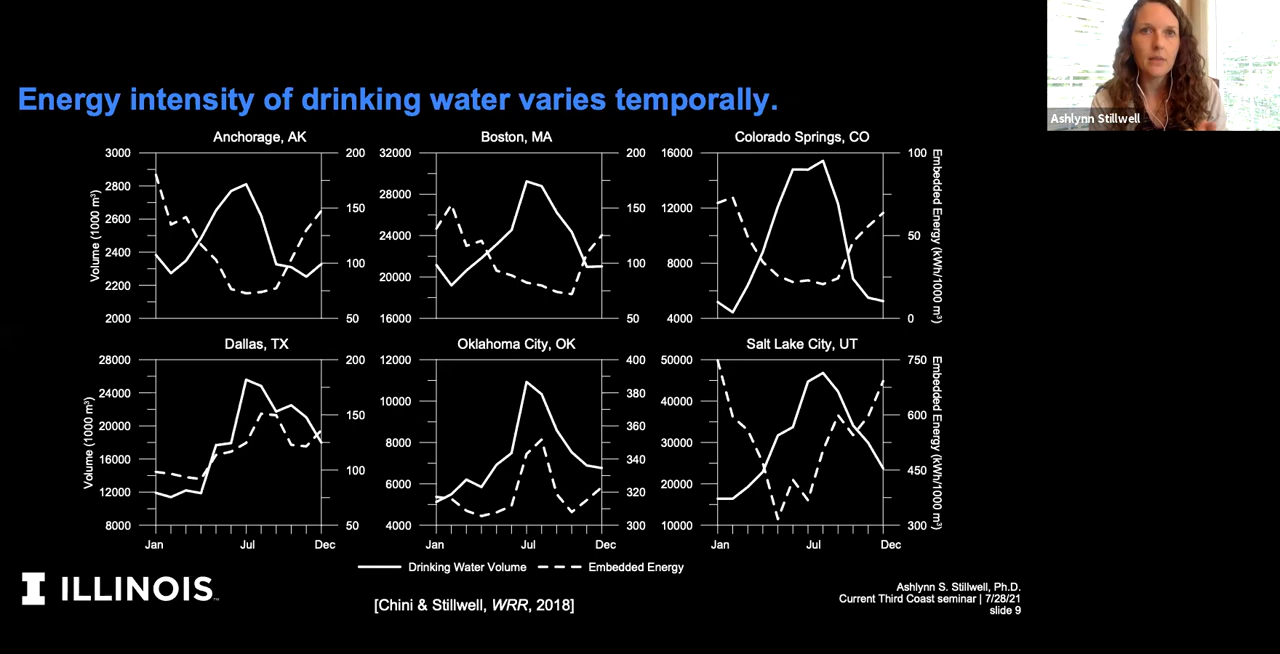 Ashlynn Stillwell
Energy intensity of drinking water varies temporally.
Anchorage, AK
Boston, MA
Colorado Springs, CO
3000
2800
2600
2400
2200
2000
Volume (1000 m³)
200
150
100
50
32000
28000
24000
20000
16000
200
150
100
50
16000
12000
8000
4000
100
50
0
Embedded Energy (kWh/1000 m³)
Dallas, TX
Oklahoma City, OK
Salt Lake City, UT
28000
24000
20000
16000
12000
8000
Volume (1000 m³)
200
150
100
50
12000
10000
8000
6000
4000
400
380
360
340
320
300
50000
40000
30000
20000
10000
750
600
450
300
Embedded Energy (kWh/1000 m³)
Jan Jul Dec
Jan Jul Dec
Jan Jul Dec
Drinking Water Volume Embedded Energy
I ILLINOIS™
[Chini & Stillwell, WRR, 2018]
Ashlynn S. Stillwell, Ph.D.
Current Third Coast seminar | 7/28/21
slide 9